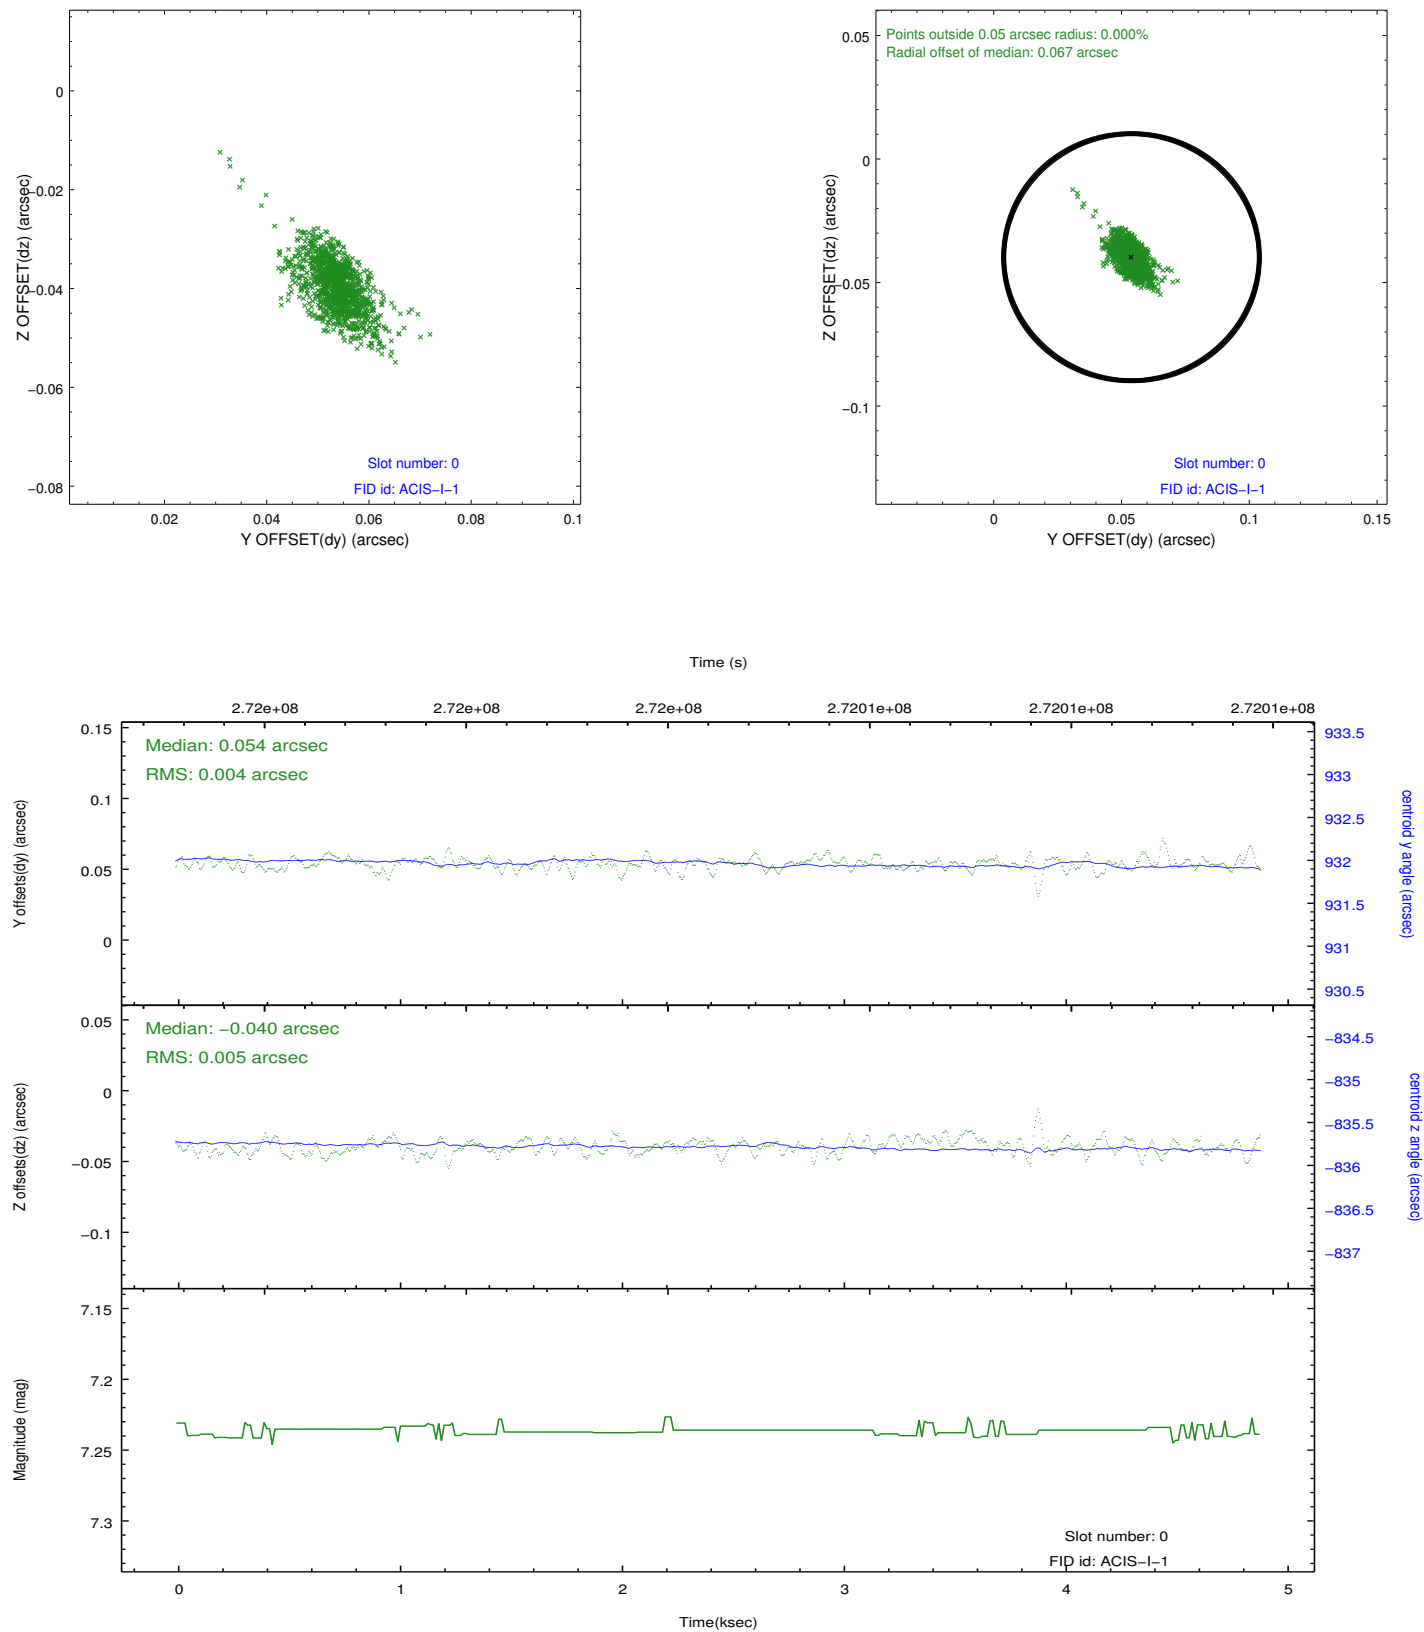 0
−0.02
−0.04
−0.06
−0.08
Z OFFSET(dz) (arcsec)
Slot number: 0
FID id: ACIS−I−1
0.02
0.04
0.06
0.08
0.1
Y OFFSET(dy) (arcsec)
Points outside 0.05 arcsec radius: 0.000%
Radial offset of median: 0.067 arcsec
0.05
0
−0.05
−0.1
Z OFFSET(dz) (arcsec)
Slot number: 0
FID id: ACIS−I−1
0
0.05
0.1
0.15
Y OFFSET(dy) (arcsec)
Time (s)
2.72e+08
2.72e+08
2.72e+08
2.7201e+08
2.7201e+08
2.7201e+08
Median: 0.054 arcsec
RMS: 0.004 arcsec
0.15
0.1
0.05
0
Y offsets(dy) (arcsec)
933.5
933
932.5
932
931.5
931
930.5
centroid y angle (arcsec)
Median: −0.040 arcsec
RMS: 0.005 arcsec
0.05
0
−0.05
−0.1
Z offsets(dz) (arcsec)
−834.5
−835
−835.5
−836
−836.5
−837
centroid z angle (arcsec)
7.15
7.2
7.25
7.3
Magnitude (mag)
Slot number: 0
FID id: ACIS−I−1
0
1
2
3
4
5
Time(ksec)